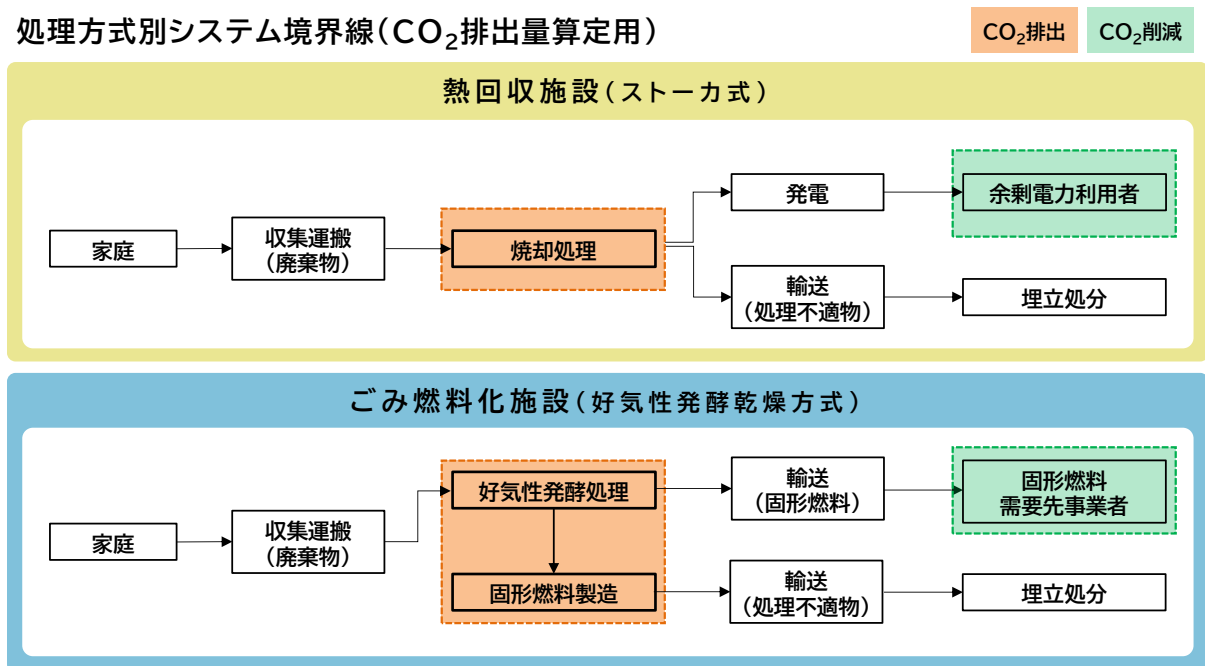 処理方式別システム境界線(CO₂排出量算定用)
CO₂排出
CO₂削減
熱回収施設(ストーカ式)
家庭
収集運搬
(廃棄物)
焼却処理
発電
余剰電力利用者
輸送
(処理不適物)
埋立処分
ごみ燃料化施設(好気性発酵乾燥方式)
家庭
収集運搬
(廃棄物)
好気性発酵処理
固形燃料製造
輸送
(固形燃料)
固形燃料
需要先事業者
輸送
(処理不適物)
埋立処分